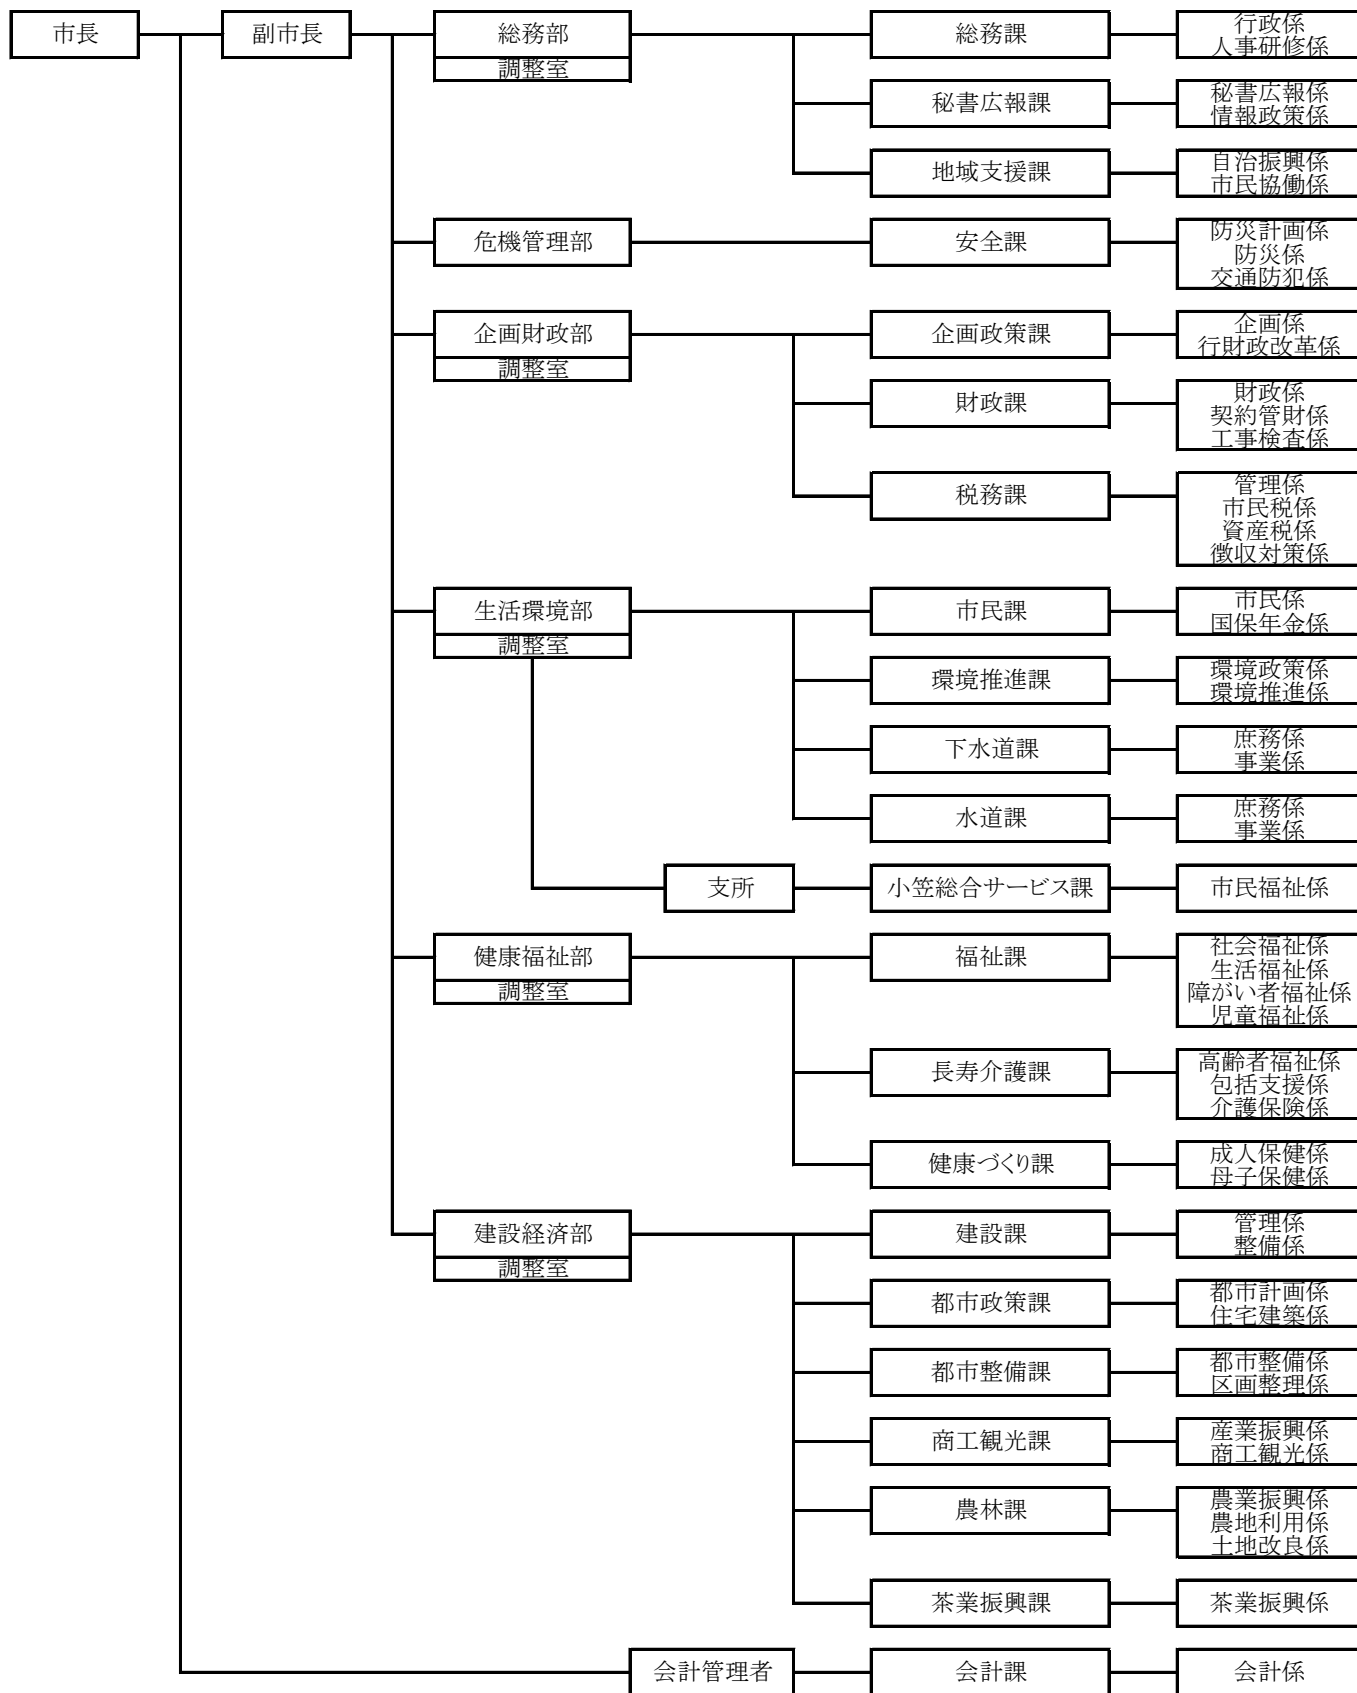 市長
副市長
総務部
調整室
総務課
行政係
人事研修係
秘書広報課
秘書広報係
情報政策係
地域支援課
自治振興係
市民協働係
危機管理部
安全課
防災計画係
防災係
交通防犯係
企画財政部
調整室
企画政策課
企画係
行財政改革係
財政課
財政係
契約管財係
工事検査係
税務課
管理係
市民税係
資産税係
徴収対策係
生活環境部
調整室
市民課
市民係
国保年金係
環境推進課
環境政策係
環境推進係
下水道課
庶務係
事業係
水道課
庶務係
事業係
支所
小笠総合サービス課
市民福祉係
健康福祉部
調整室
福祉課
社会福祉係
生活福祉係
障がい者福祉係
児童福祉係
長寿介護課
高齢者福祉係
包括支援係
介護保険係
健康づくり課
成人保健係
母子保健係
建設経済部
調整室
建設課
管理係
整備係
都市政策課
都市計画係
住宅建築係
都市整備課
都市整備係
区画整理係
商工観光課
産業振興係
商工観光係
農林課
農業振興係
農地利用係
土地改良係
茶業振興課
茶業振興係
会計管理者
会計課
会計係